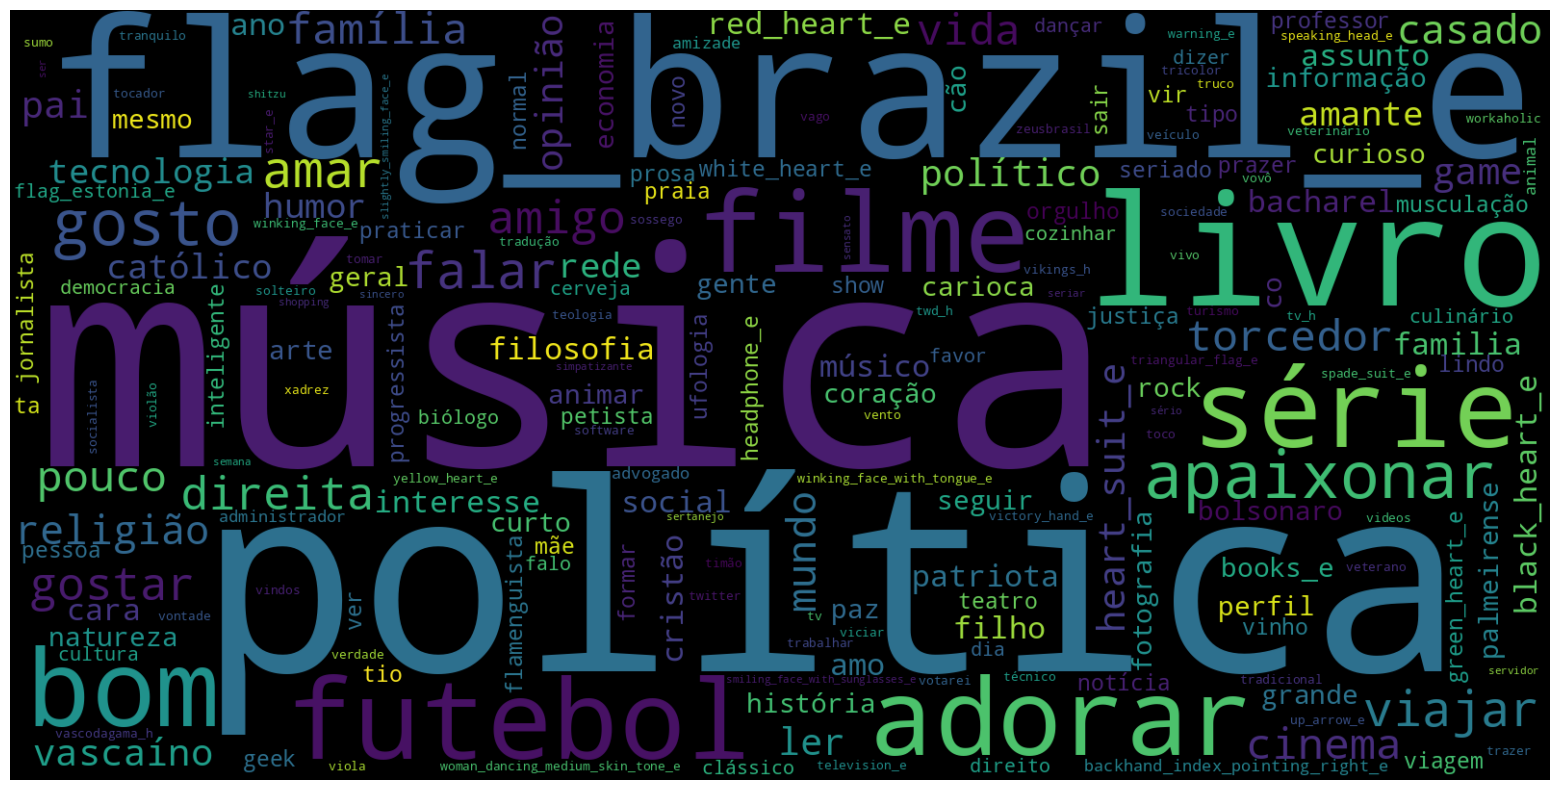 flag_brazil_e
música
política
livro
filme
série
futebol
adorar
bom
gosto
amar
família
vida
casado
red_heart_e
ano
pai
mesmo
tecnologia
humor
opinião
economia
normal
novo
cão
sair
vir
tipo
dizer
professor
assunto
informação
amante
curioso
game
sumo
tranquilo
ser
tocador
shitzu
star_e
slightly_smiling_face_e
amizade
dançar
warning_e
speaking_head_e
tricolor
truco
workaholic
veterinário
veículo
zeusbrasil
vago
animal
vovô
flag_estonia_e
winking_face_e
praticar
amigo
prosa
praia
white_heart_e
político
seriado
prazer
bacharel
musculação
orgulho
cozinhar
sociedade
vivo
sossego
tradução
sensato
católico
geral
falar
rede
cerveja
gente
show
carioca
vikings_h
seriar
twd_h
justiça
turismo
co
tv_h
culinário
torcedor
familia
lindo
jornalista
ta
democracia
solteiro
shopping
tomar
sincero
teologia
inteligente
arte
progressista
filosofia
simpatizante
animar
ufologia
headphone_e
músico
favor
coração
vento
triangular_flag_e
spade_suit_e
rock
sério
toco
socialista
violão
xadrez
biólogo
petista
software
heart_suit_e
apaixonar
black_heart_e
pouco
semana
direita
yellow_heart_e
interesse
advogado
social
winking_face_with_tongue_e
sertanejo
seguir
victory_hand_e
bolsonaro
videos
religião
pessoa
administrador
curto
mãe
falo
mundo
patriota
fotografia
books_e
veterano
green_heart_e
palmeirense
gostar
cara
vindos
vontade
ver
flamenguista
formar
cristão
timão
twitter
tv
paz
teatro
viciar
filho
perfil
vinho
trabalhar
natureza
cultura
verdade
tio
amo
dia
servidor
smiling_face_with_sunglasses_e
votarei
técnico
notícia
tradicional
grande
viajar
up_arrow_e
vascodagama_h
vascaíno
geek
viola
woman_dancing_medium_skin_tone_e
história
clássico
ler
television_e
direito
backhand_index_pointing_right_e
cinema
viagem
trazer